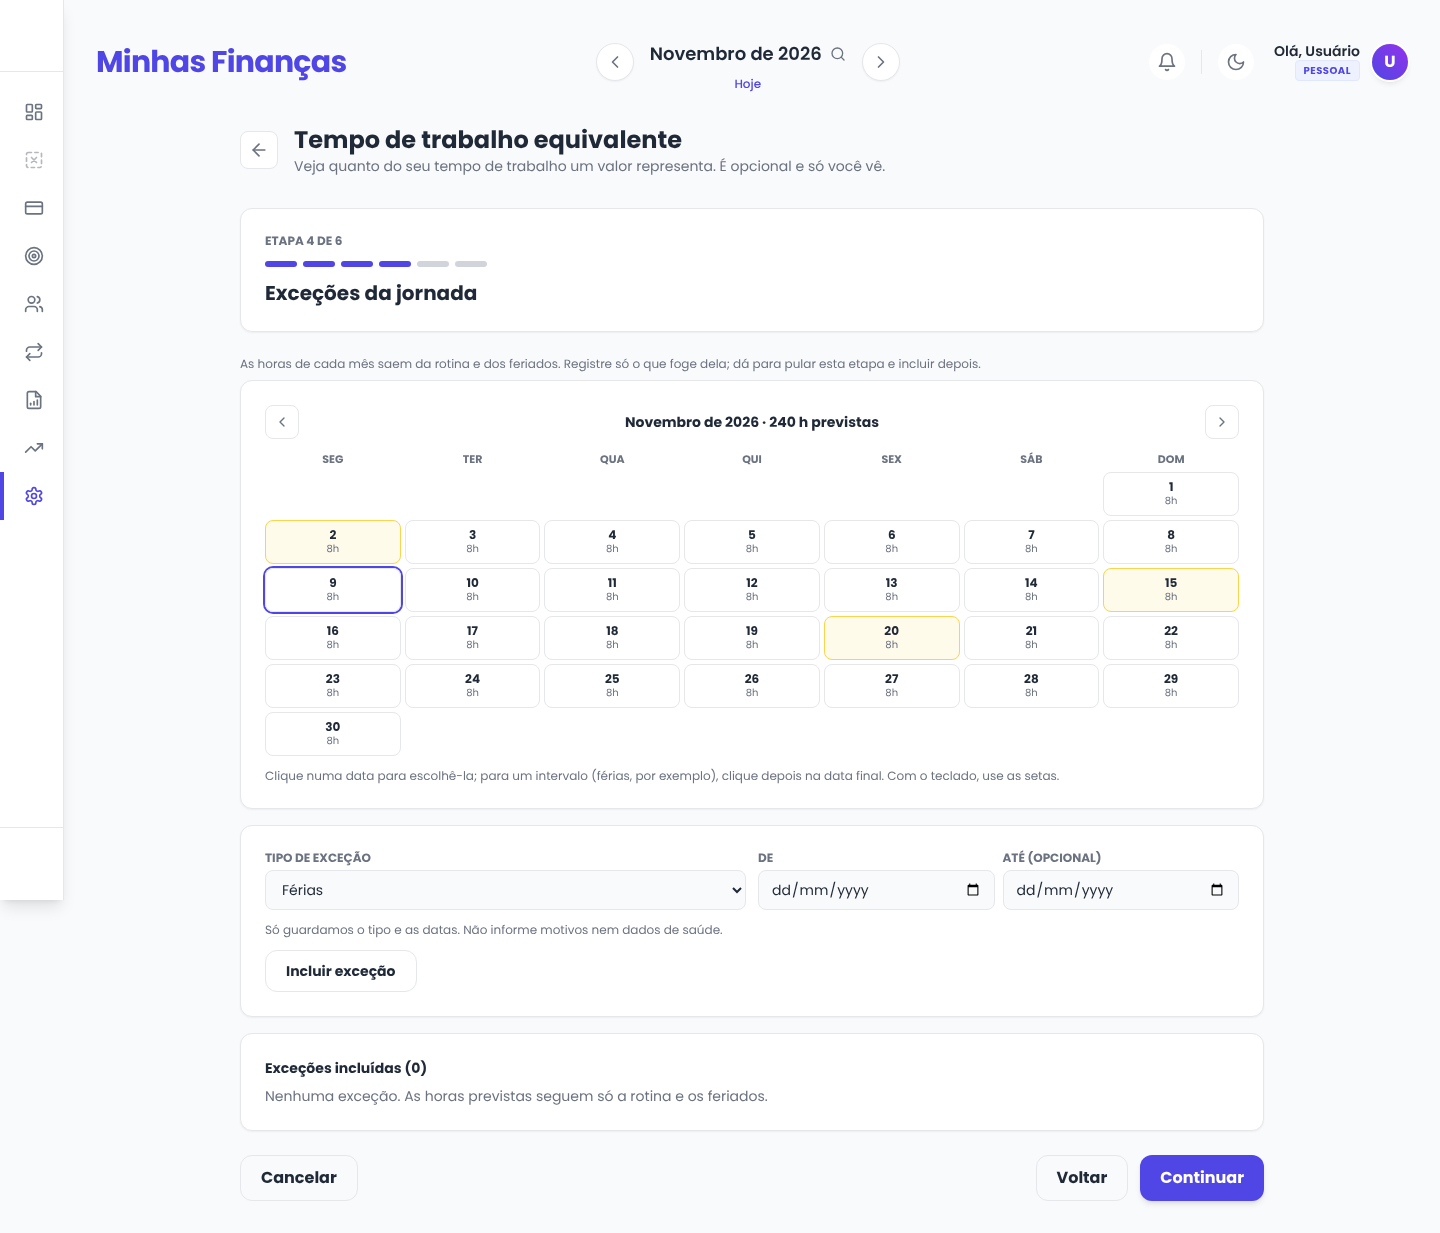 Minhas Finanças
Novembro de 2026
Hoje
Olá, Usuário
PESSOAL
U
Tempo de trabalho equivalente
Veja quanto do seu tempo de trabalho um valor representa. É opcional e só você vê.
ETAPA 4 DE 6
Exceções da jornada
As horas de cada mês saem da rotina e dos feriados. Registre só o que foge dela; dá para pular esta etapa e incluir depois.
Novembro de 2026 · 240 h previstas
SEG TER QUA QUI SEX SÁB DOM
1
8h
2 3 4 5 6 7 8
8h 8h 8h 8h 8h 8h 8h
9 10 11 12 13 14 15
8h 8h 8h 8h 8h 8h 8h
16 17 18 19 20 21 22
8h 8h 8h 8h 8h 8h 8h
23 24 25 26 27 28 29
8h 8h 8h 8h 8h 8h 8h
30
8h
Clique numa data para escolhê-la; para um intervalo (férias, por exemplo), clique depois na data final. Com o teclado, use as setas.
TIPO DE EXCEÇÃO DE ATÉ (OPCIONAL)
Férias dd/mm/yyyy dd/mm/yyyy
Só guardamos o tipo e as datas. Não informe motivos nem dados de saúde.
Incluir exceção
Exceções incluídas (0)
Nenhuma exceção. As horas previstas seguem só a rotina e os feriados.
Cancelar Voltar Continuar